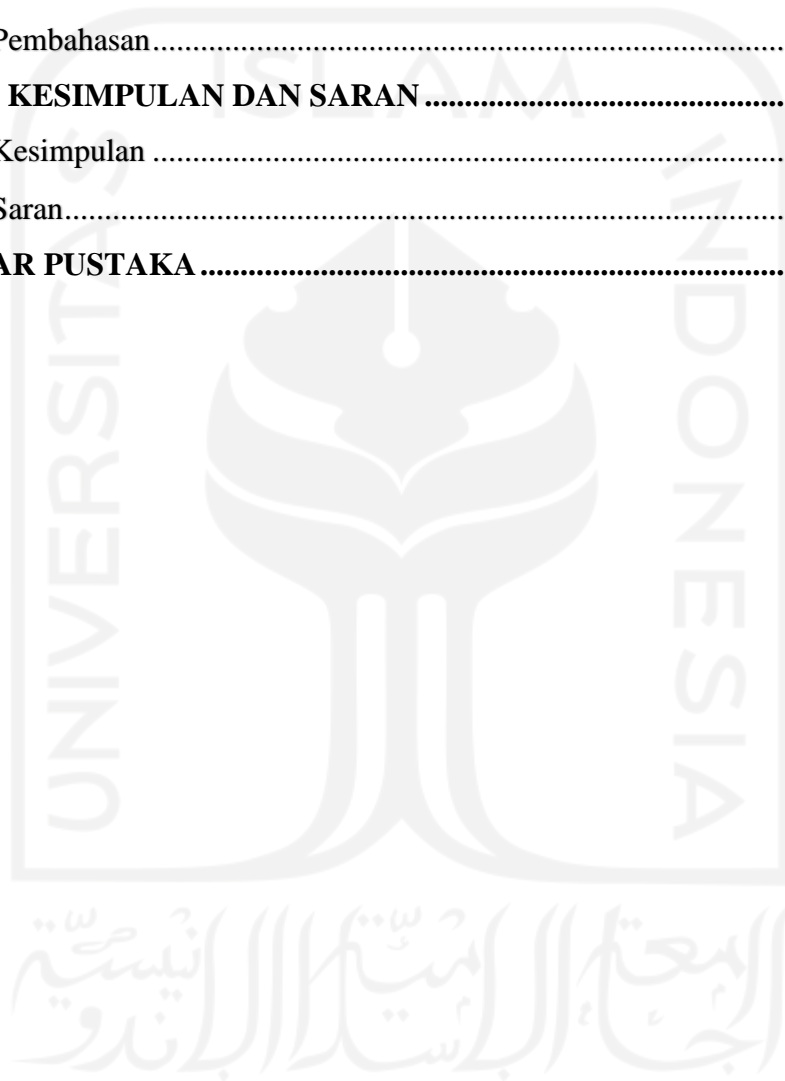 Pembahasan........................................................................
KESIMPULAN DAN SARAN..............................................
Kesimpulan........................................................................
Saran..................................................................................
AR PUSTAKA.........................................................................
ISLAM
UNIVERSITAS
INDONESIA